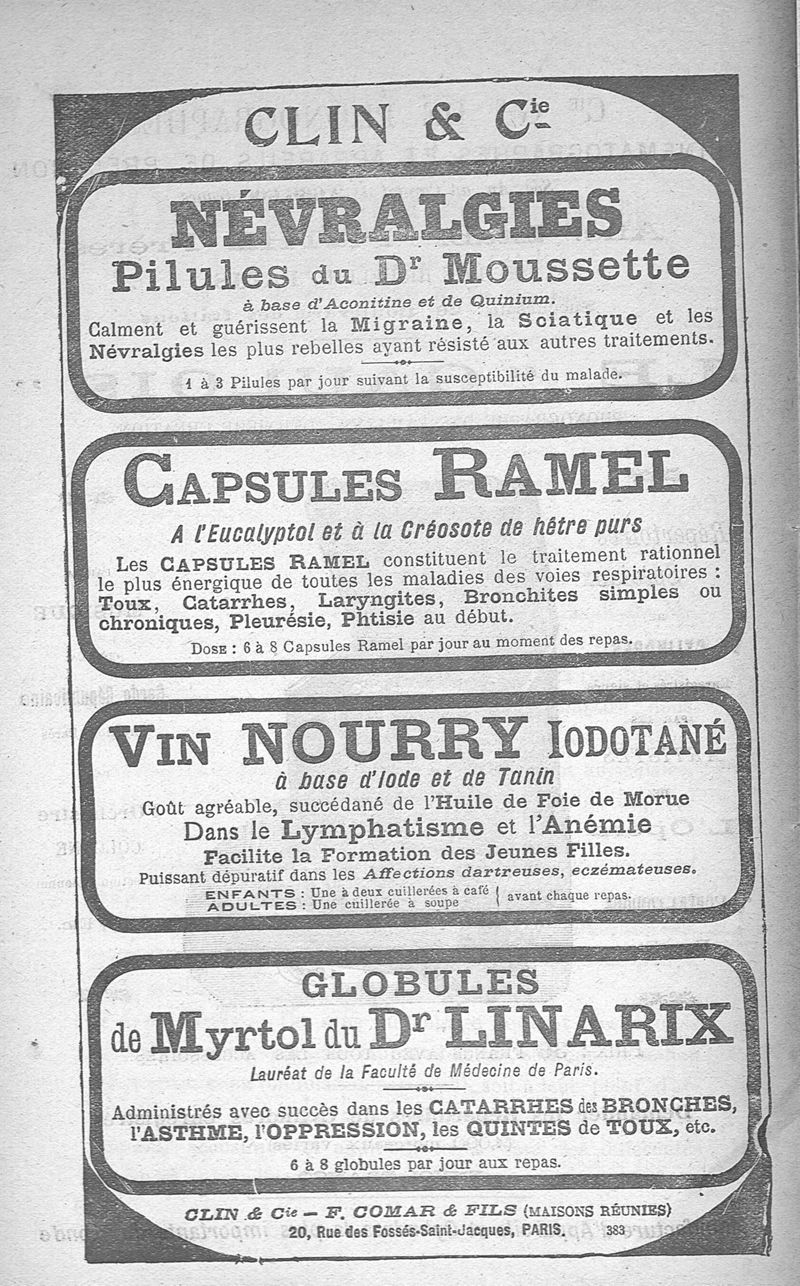 CLIN & Cie
NÉVRALGIES
Pilules du Dr Moussette
à base d'Aconitine et de Quinium.
Calment et guérissent la Migraine, la Sciatique et les
Névralgies les plus rebelles ayant résisté aux autres traitements.
1 à 3 Pilules par jour suivant la susceptibilité du malade.
CAPSULES RAMEL
A l'Eucalyptol et à la Créosote de hêtre purs
Les CAPSULES RAMEL constituent le traitement rationnel
le plus énergique de toutes les maladies des voies respiratoires :
Toux, Catarrhes, Laryngites, Bronchites simples ou
chroniques, Pleurésie, Phtisie au début.
DOSE : 6 à 8 Capsules Ramel par jour au moment des repas.
VIN NOURRY IODOTANÉ
à base d'Iode et de Tanin
Goût agréable, succédané de l'Huile de Foie de Morue
Dans le Lymphatisme et l'Anémie
Facilite la Formation des Jeunes Filles.
Puissant dépuratif dans les Affections dartreuses, eczémateuses.
ENFANTS : Une à deux cuillerées à café
ADULTES : Une cuillerée à soupe
avant chaque repas.
GLOBULES
de Myrtol du Dr LINARIX
Lauréat de la Faculté de Médecine de Paris.
Administrés avec succès dans les CATARRHES des BRONCHES,
l'ASTHME, l'OPPRESSION, les QUINTES de TOUX, etc.
6 à 8 globules par jour aux repas.
CLIN & Cie – F. COMAR & FILS (MAISONS RÉUNIES)
20, Rue des Fossés-Saint-Jacques, PARIS. 383